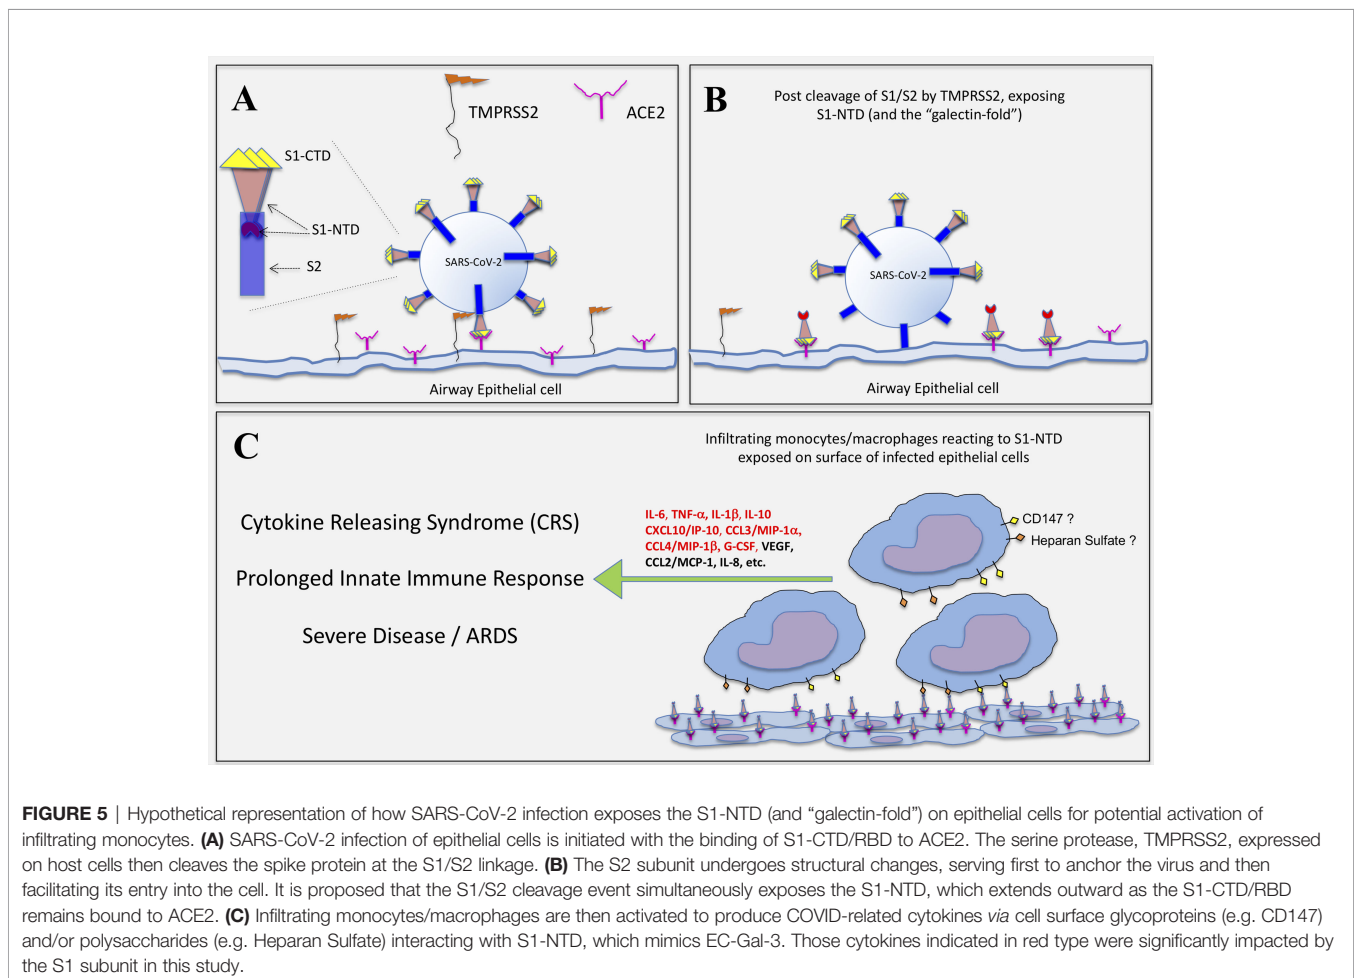 A
TMPRSS2
ACE2
S1-CTD
S1-NTD
S2
SARS-CoV-2
Airway Epithelial cell
B
Post cleavage of S1/S2 by TMPRSS2, exposing
S1-NTD (and the “galectin-fold”)
SARS-CoV-2
Airway Epithelial cell
C
Infiltrating monocytes/macrophages reacting to S1-NTD
exposed on surface of infected epithelial cells
Cytokine Releasing Syndrome (CRS)
Prolonged Innate Immune Response
Severe Disease / ARDS
IL-6, TNF-α, IL-1β, IL-10
CXCL10/IP-10, CCL3/MIP-1α,
CCL4/MIP-1β, G-CSF, VEGF,
CCL2/MCP-1, IL-8, etc.
CD147 ?
Heparan Sulfate ?
FIGURE 5 | Hypothetical representation of how SARS-CoV-2 infection exposes the S1-NTD (and “galectin-fold”) on epithelial cells for potential activation of
infiltrating monocytes. (A) SARS-CoV-2 infection of epithelial cells is initiated with the binding of S1-CTD/RBD to ACE2. The serine protease, TMPRSS2, expressed
on host cells then cleaves the spike protein at the S1/S2 linkage. (B) The S2 subunit undergoes structural changes, serving first to anchor the virus and then
facilitating its entry into the cell. It is proposed that the S1/S2 cleavage event simultaneously exposes the S1-NTD, which extends outward as the S1-CTD/RBD
remains bound to ACE2. (C) Infiltrating monocytes/macrophages are then activated to produce COVID-related cytokines via cell surface glycoproteins (e.g. CD147)
and/or polysaccharides (e.g. Heparan Sulfate) interacting with S1-NTD, which mimics EC-Gal-3. Those cytokines indicated in red type were significantly impacted by
the S1 subunit in this study.